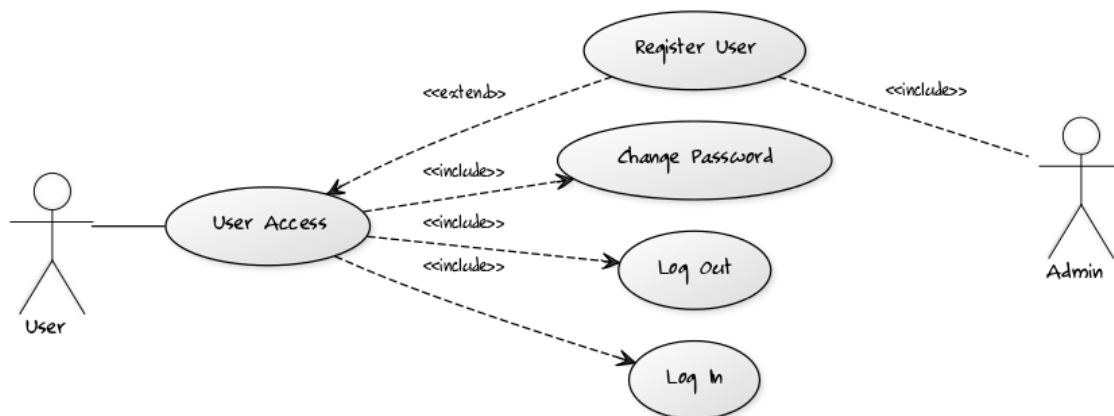 Register User
<<extend>>
<<include>>
Change Password
<<include>>
User Access
<<include>>
Log Out
<<include>>
Admin
User
Log In